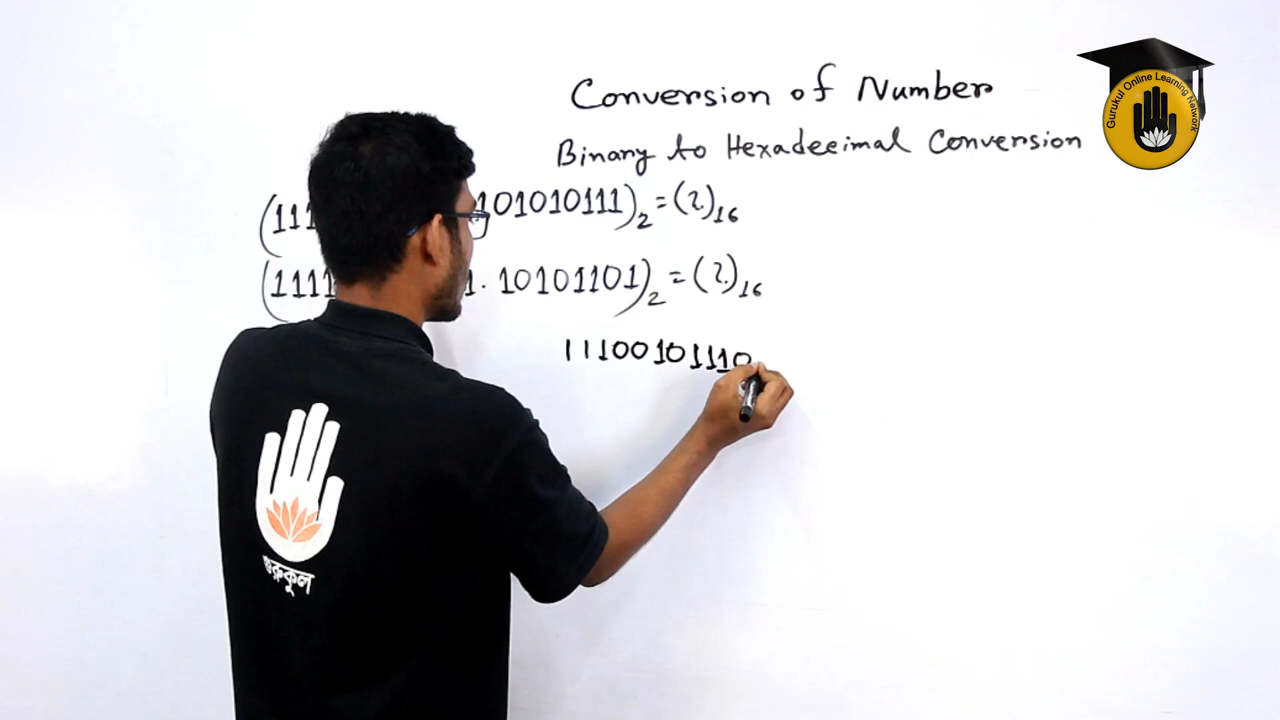 Conversion of Number
Binary to Hexadecimal Conversion
(111 101010111)2 = (?)16
(1111 1. 10101101)2 = (?)16
11100101110
Gurukul Online Learning Network
গুরুকুল